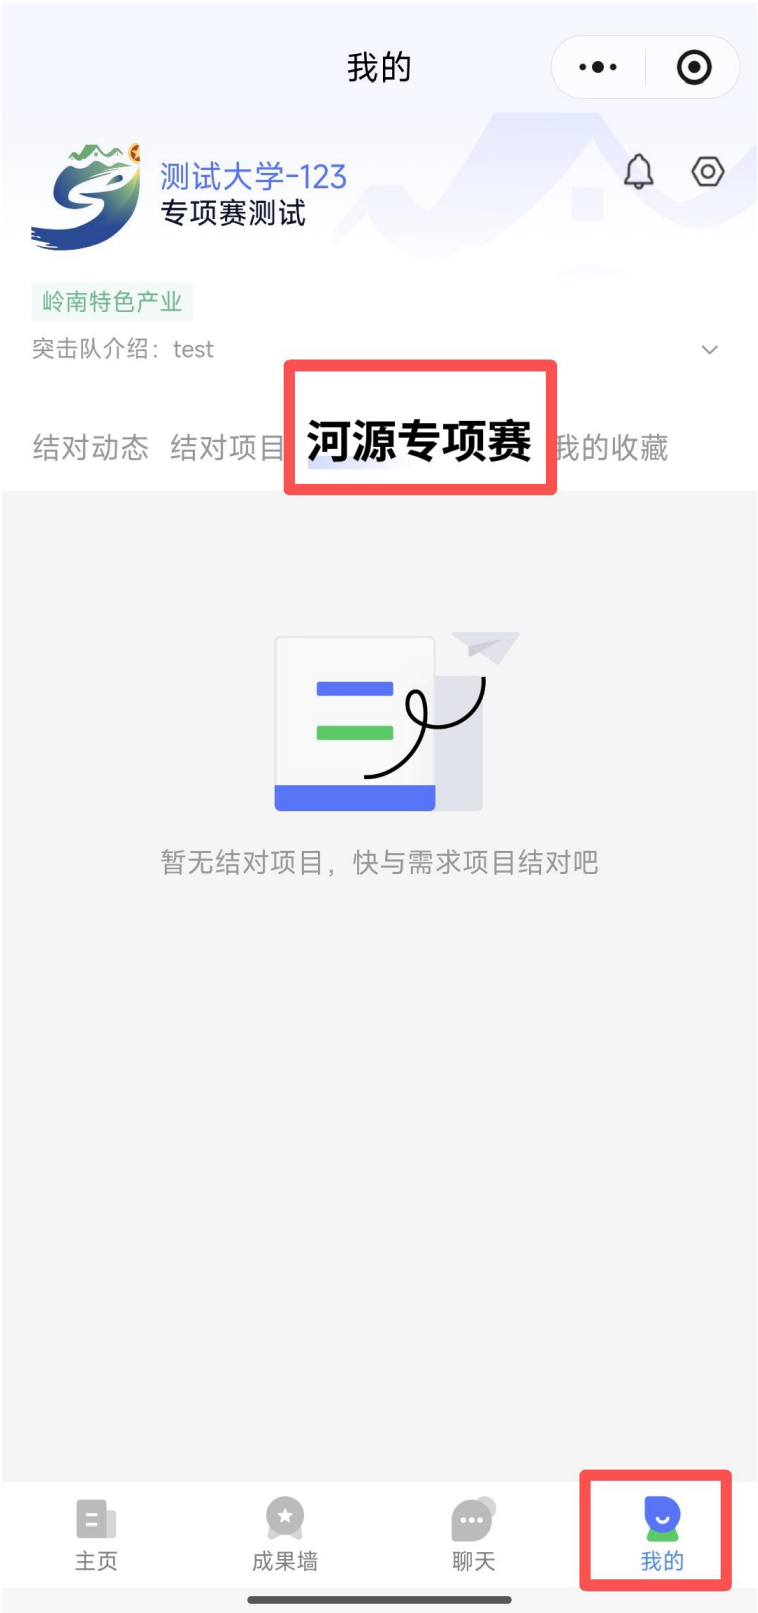 我的
测试大学-123
专项赛测试
岭南特色产业
突击队介绍：test
结对动态 结对项目 河源专项赛 我的收藏
暂无结对项目，快与需求项目结对吧
主页 成果墙 聊天 我的